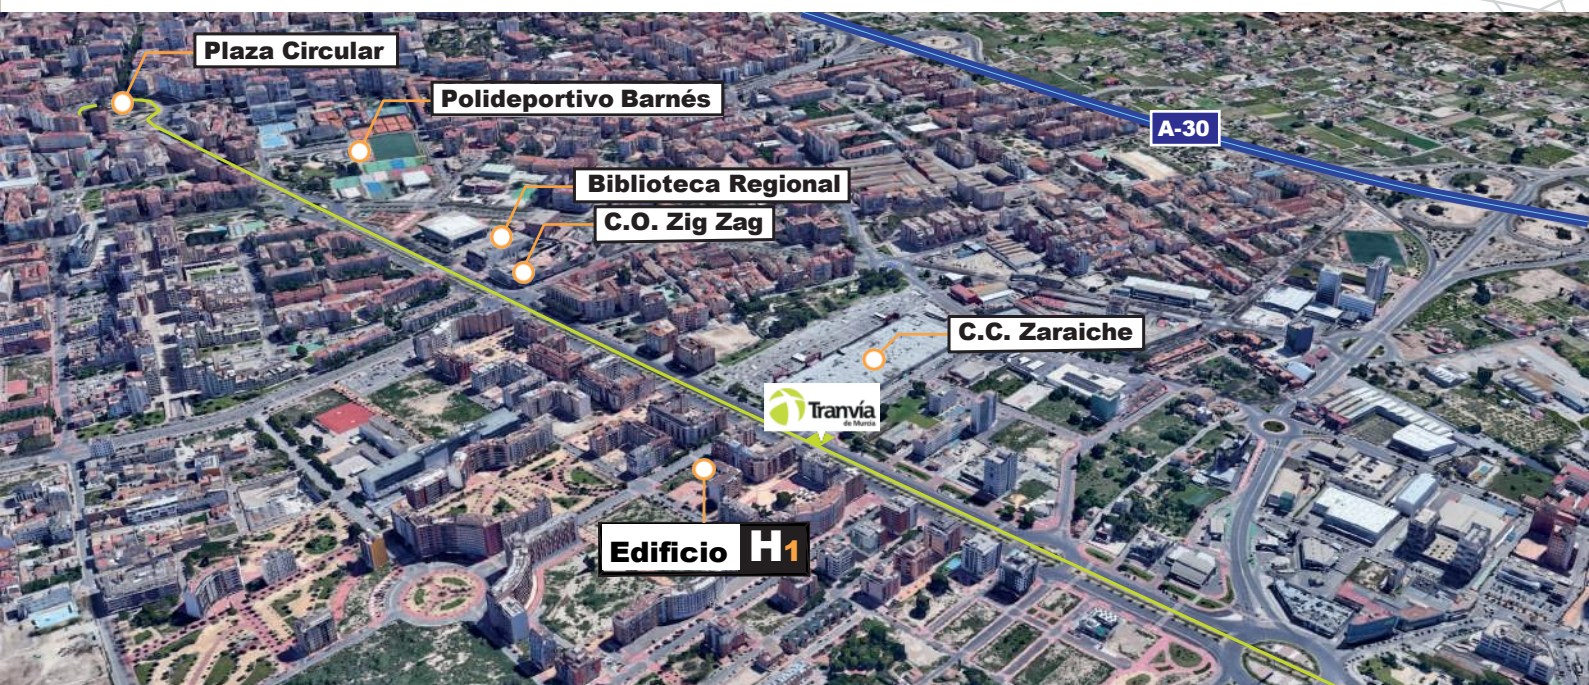 Plaza Circular
Polideportivo Barnés
A-30
Biblioteca Regional
C.O. Zig Zag
C.C. Zaraiche
Tranvía
de Murcia
Edificio H1